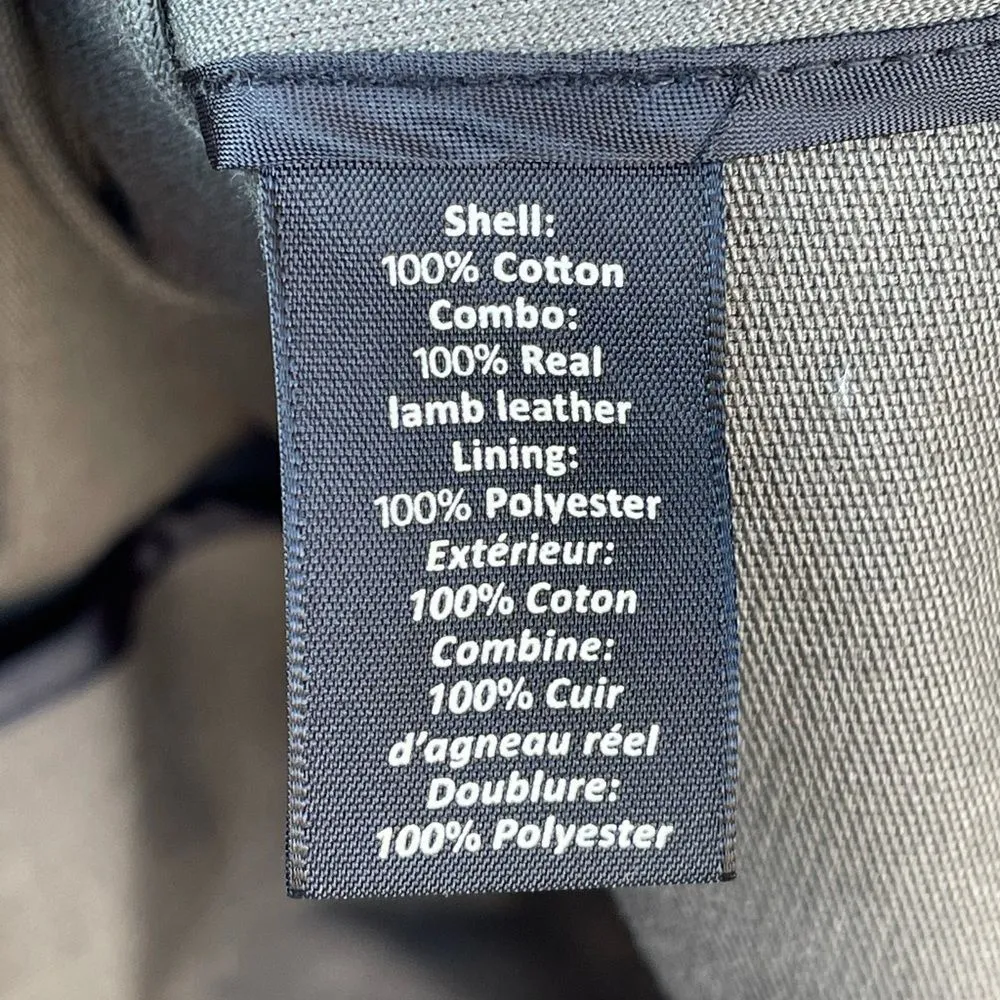 Shell:
100% Cotton
Combo:
100% Real
lamb leather
Lining:
100% Polyester
Extérieur:
100% Coton
Combine:
100% Cuir
d'agneau réel
Doublure:
100% Polyester